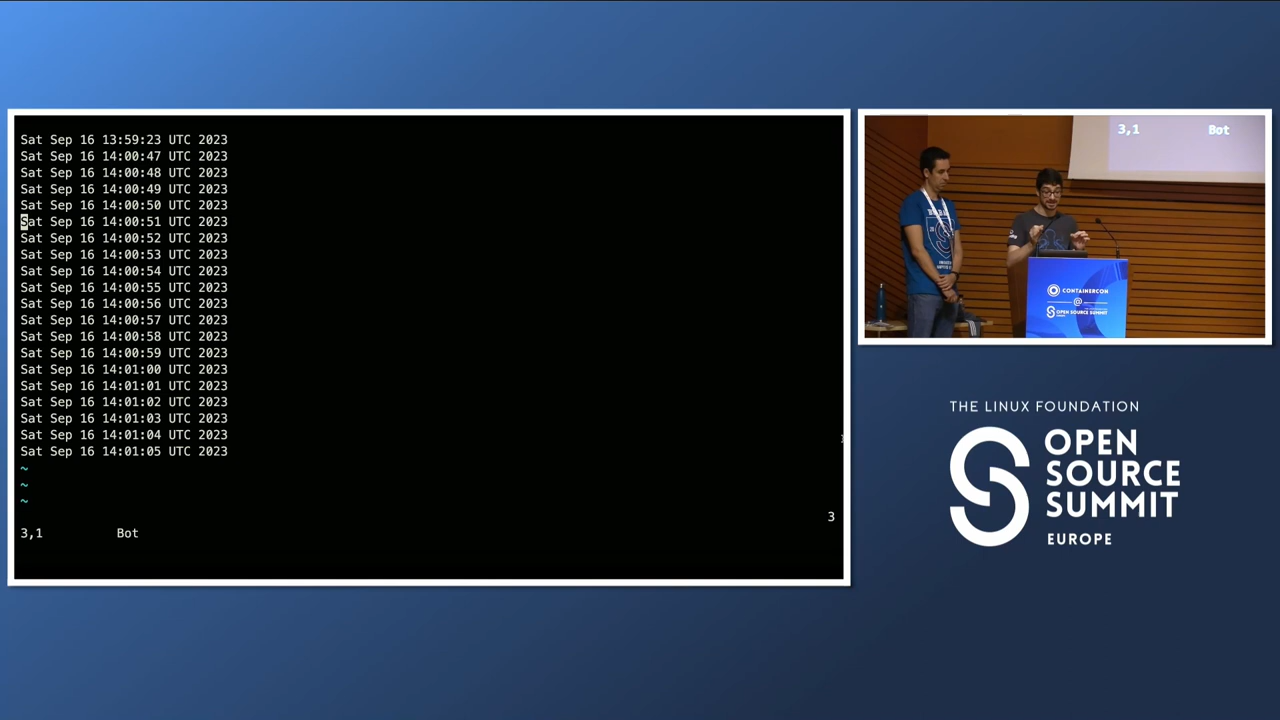 Sat Sep 16 13:59:23 UTC 2023
Sat Sep 16 14:00:47 UTC 2023
Sat Sep 16 14:00:48 UTC 2023
Sat Sep 16 14:00:49 UTC 2023
Sat Sep 16 14:00:50 UTC 2023
Sat Sep 16 14:00:51 UTC 2023
Sat Sep 16 14:00:52 UTC 2023
Sat Sep 16 14:00:53 UTC 2023
Sat Sep 16 14:00:54 UTC 2023
Sat Sep 16 14:00:55 UTC 2023
Sat Sep 16 14:00:56 UTC 2023
Sat Sep 16 14:00:57 UTC 2023
Sat Sep 16 14:00:58 UTC 2023
Sat Sep 16 14:00:59 UTC 2023
Sat Sep 16 14:01:00 UTC 2023
Sat Sep 16 14:01:01 UTC 2023
Sat Sep 16 14:01:02 UTC 2023
Sat Sep 16 14:01:03 UTC 2023
Sat Sep 16 14:01:04 UTC 2023
Sat Sep 16 14:01:05 UTC 2023
~
~
~
3
3,1 Bot
3,1 Bot
CONTAINERCON
@
OPEN SOURCE SUMMIT
THE LINUX FOUNDATION
OPEN
SOURCE
SUMMIT
EUROPE